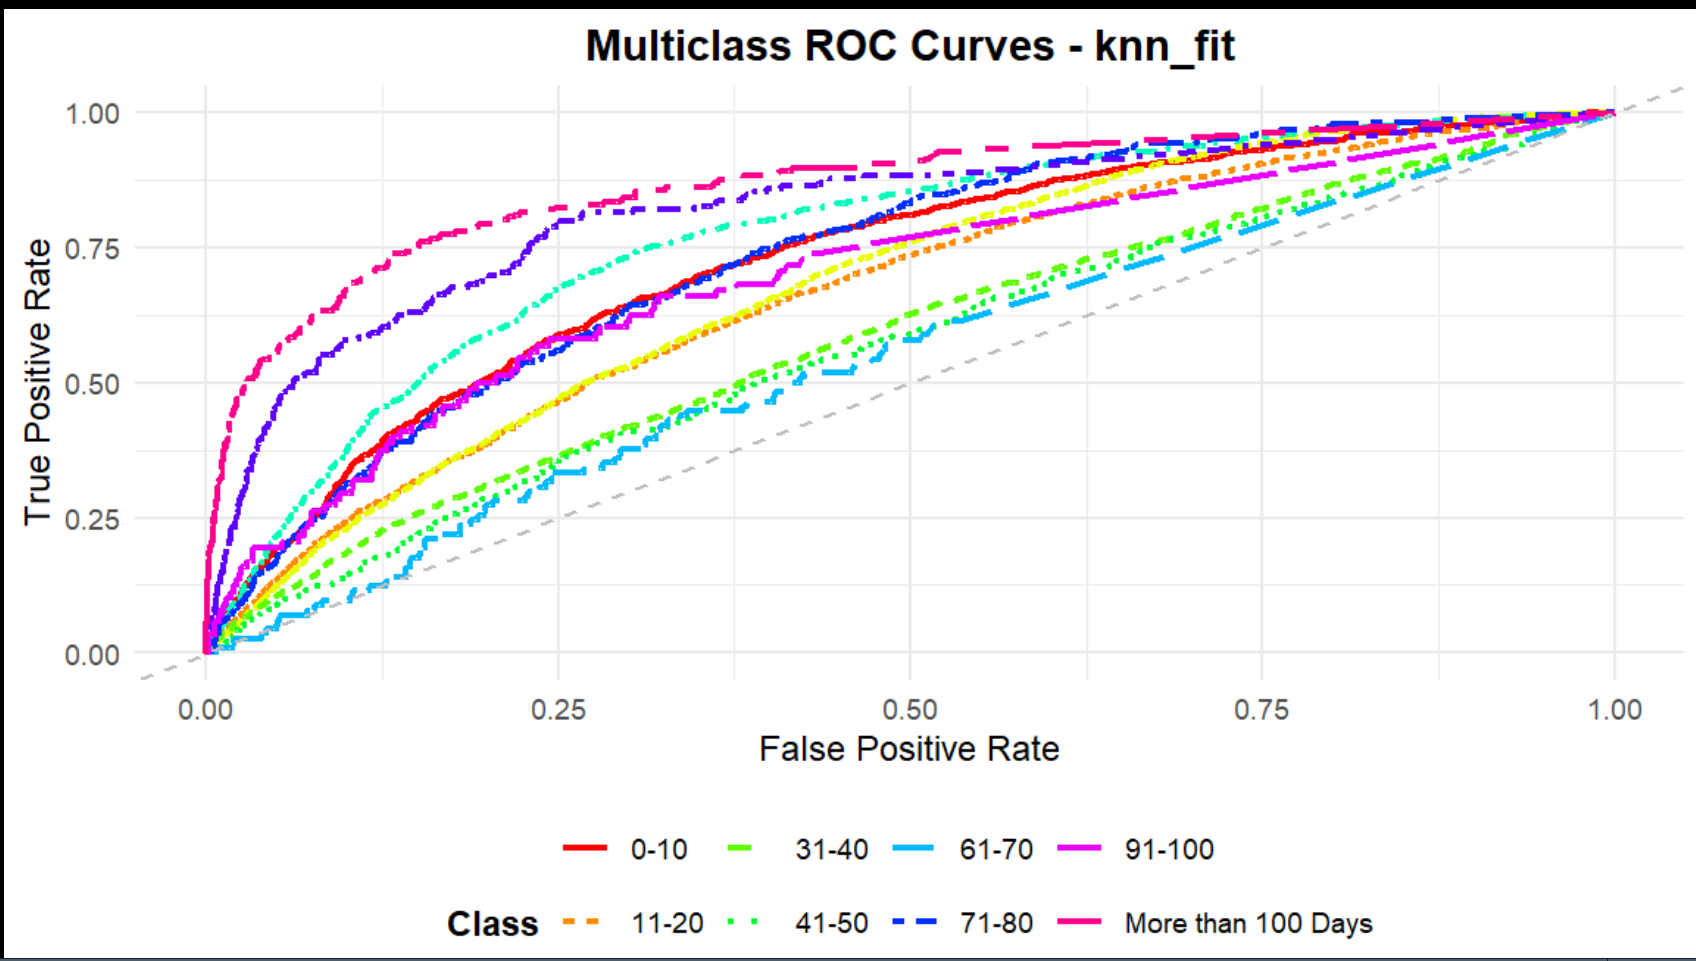 Multiclass ROC Curves - knn_fit
1.00
0.75
0.50
0.25
0.00
True Positive Rate
0.00 0.25 0.50 0.75 1.00
False Positive Rate
0-10 31-40 61-70 91-100
Class 11-20 41-50 71-80 More than 100 Days